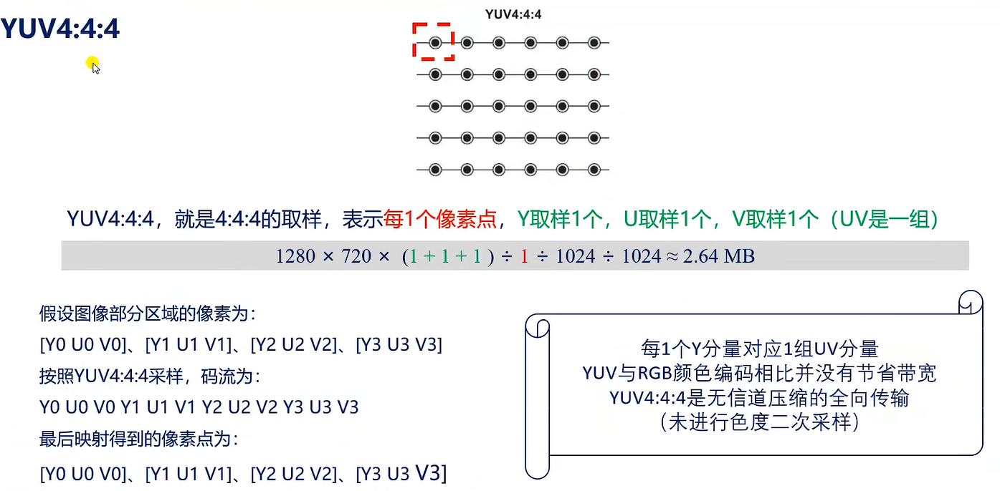 YUV4:4:4
YUV4:4:4
YUV4:4:4，就是4:4:4的取样，表示每1个像素点，Y取样1个，U取样1个，V取样1个（UV是一组）
1280 × 720 × (1 + 1 + 1 ) ÷ 1 ÷ 1024 ÷ 1024 ≈ 2.64 MB
假设图像部分区域的像素为：
[Y0 U0 V0]、[Y1 U1 V1]、[Y2 U2 V2]、[Y3 U3 V3]
按照YUV4:4:4采样，码流为：
Y0 U0 V0 Y1 U1 V1 Y2 U2 V2 Y3 U3 V3
最后映射得到的像素点为：
[Y0 U0 V0]、[Y1 U1 V1]、[Y2 U2 V2]、[Y3 U3 V3]
每1个Y分量对应1组UV分量
YUV与RGB颜色编码相比并没有节省带宽
YUV4:4:4是无信道压缩的全向传输
（未进行色度二次采样）